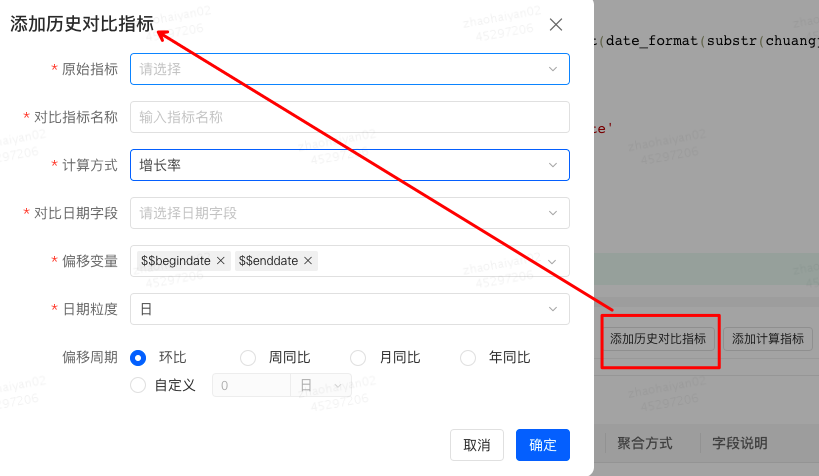 添加历史对比指标
* 原始指标 请选择
* 对比指标名称 输入指标名称
* 计算方式 增长率
* 对比日期字段 请选择日期字段
* 偏移变量 $$begindate × $$enddate ×
* 日期粒度 日
偏移周期 环比 周同比 月同比 年同比
自定义 0 日
取消 确定
t(date_format(substr(chuang
te'
添加历史对比指标 添加计算指标
聚合方式 字段说明
zhaohaiyan02
45297206